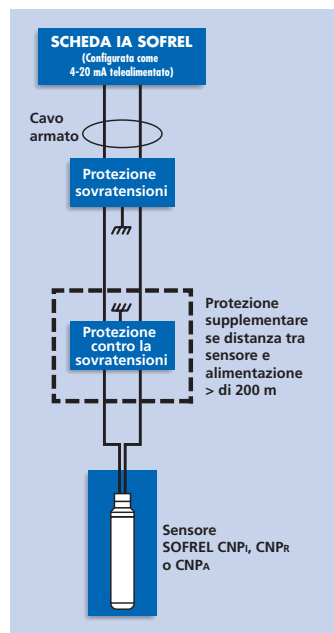 SCHEDA IA SOFREL
(Configurata come
4-20 mA telealimentato)
Cavo
armato
Protezione
sovratensioni
Protezione
contro la
sovratensioni
Protezione
supplementare
se distanza tra
sensore e
alimentazione
> di 200 m
Sensore
SOFREL CNPI, CNPR
o CNPA